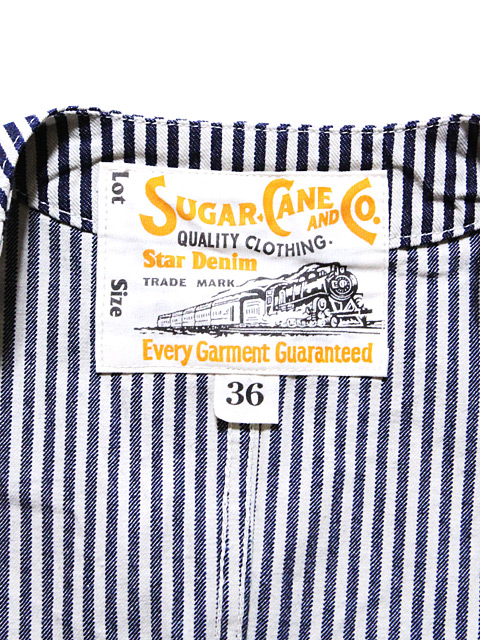 Lot
SUGAR CANE AND CO.
QUALITY CLOTHING.
Star Denim
TRADE MARK
Size
Every Garment Guaranteed
36